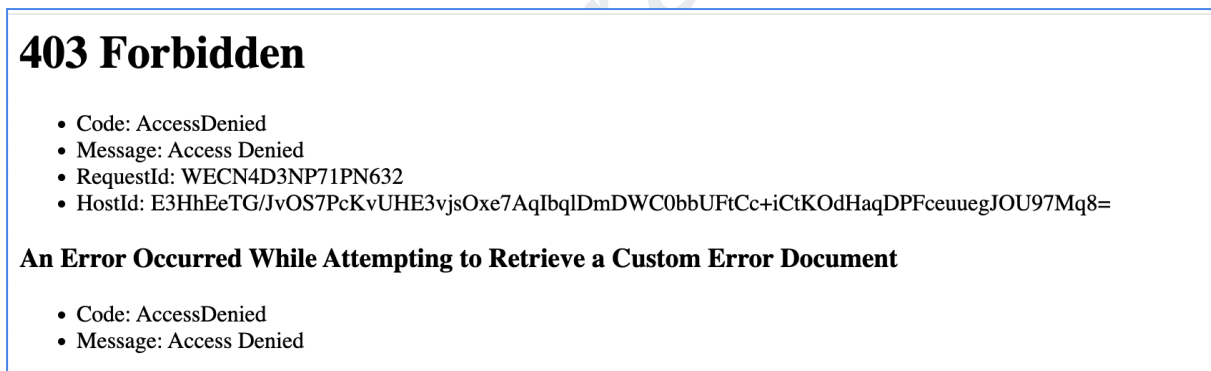 403 Forbidden
• Code: AccessDenied
• Message: Access Denied
• RequestId: WECN4D3NP71PN632
• HostId: E3HhEeTG/JvOS7PcKvUHE3vjsOxe7AqIbqlDmDWC0bbUFtCc+iCtKOdHaqDPFceuuegJOU97Mq8=
An Error Occurred While Attempting to Retrieve a Custom Error Document
• Code: AccessDenied
• Message: Access Denied